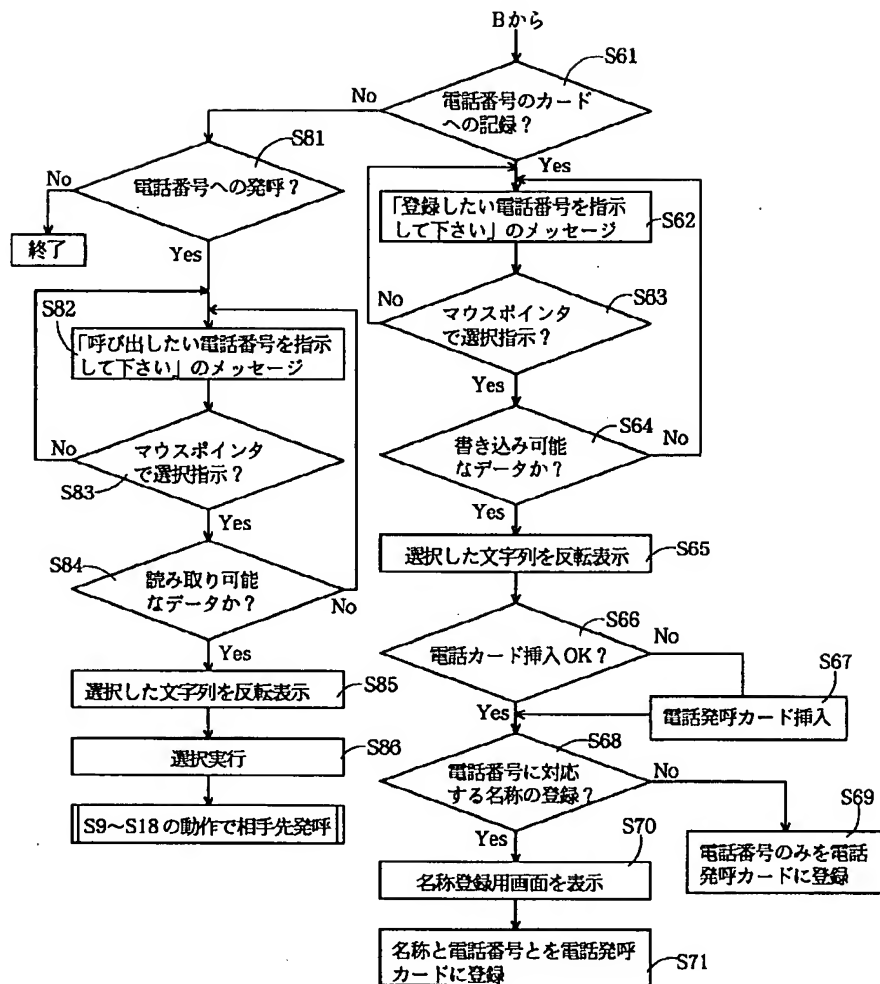 Bから
S61
電話番号のカード
への記録？
No
Yes
S81
電話番号への発呼？
No
終了
Yes
「登録したい電話番号を指示
して下さい」のメッセージ
S62
S63
マウスポインタ
で選択指示？
No
Yes
S82
「呼び出したい電話番号を指示
して下さい」のメッセージ
S64
書き込み可能
なデータか？
No
Yes
マウスポインタ
で選択指示？
No
S83
Yes
選択した文字列を反転表示
S65
S84
読み取り可能
なデータか？
No
Yes
S66
電話カード挿入OK？
No
Yes
S67
電話発呼カード挿入
選択した文字列を反転表示
S85
選択実行
S86
S9～S18の動作で相手先発呼
S68
電話番号に対応
する名称の登録？
No
Yes
S69
電話番号のみを電話
発呼カードに登録
S70
名称登録用画面を表示
名称と電話番号とを電話発呼
カードに登録
S71